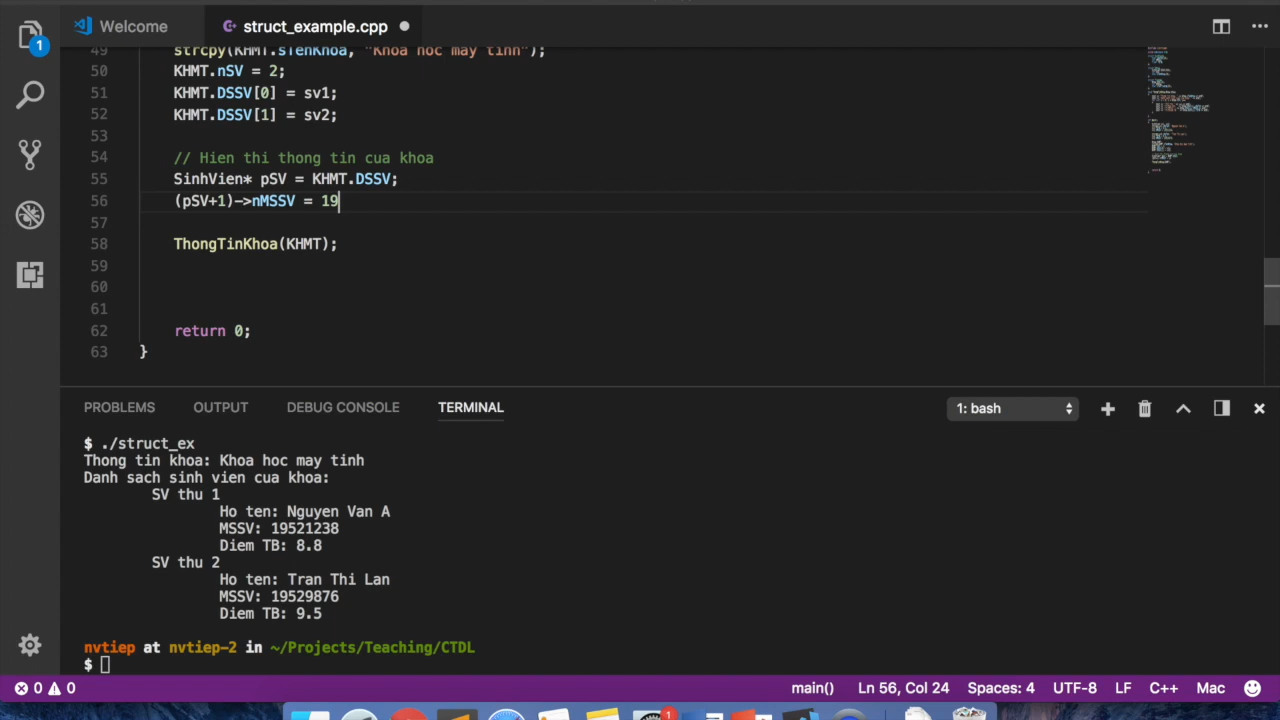 Welcome
struct_example.cpp
1
49 strcpy(KHMT.sTenKhoa, "Khoa hoc may tinh");
50 KHMT.nSV = 2;
51 KHMT.DSSV[0] = sv1;
52 KHMT.DSSV[1] = sv2;
53
54 // Hien thi thong tin cua khoa
55 SinhVien* pSV = KHMT.DSSV;
56 (pSV+1)->nMSSV = 19
57
58 ThongTinKhoa(KHMT);
59
60
61
62 return 0;
63 }
PROBLEMS OUTPUT DEBUG CONSOLE TERMINAL 1: bash
$ ./struct_ex
Thong tin khoa: Khoa hoc may tinh
Danh sach sinh vien cua khoa:
SV thu 1
Ho ten: Nguyen Van A
MSSV: 19521238
Diem TB: 8.8
SV thu 2
Ho ten: Tran Thi Lan
MSSV: 19529876
Diem TB: 9.5
nvtiep at nvtiep-2 in ~/Projects/Teaching/CTDL
$
0 0 main() Ln 56, Col 24 Spaces: 4 UTF-8 LF C++ Mac
1